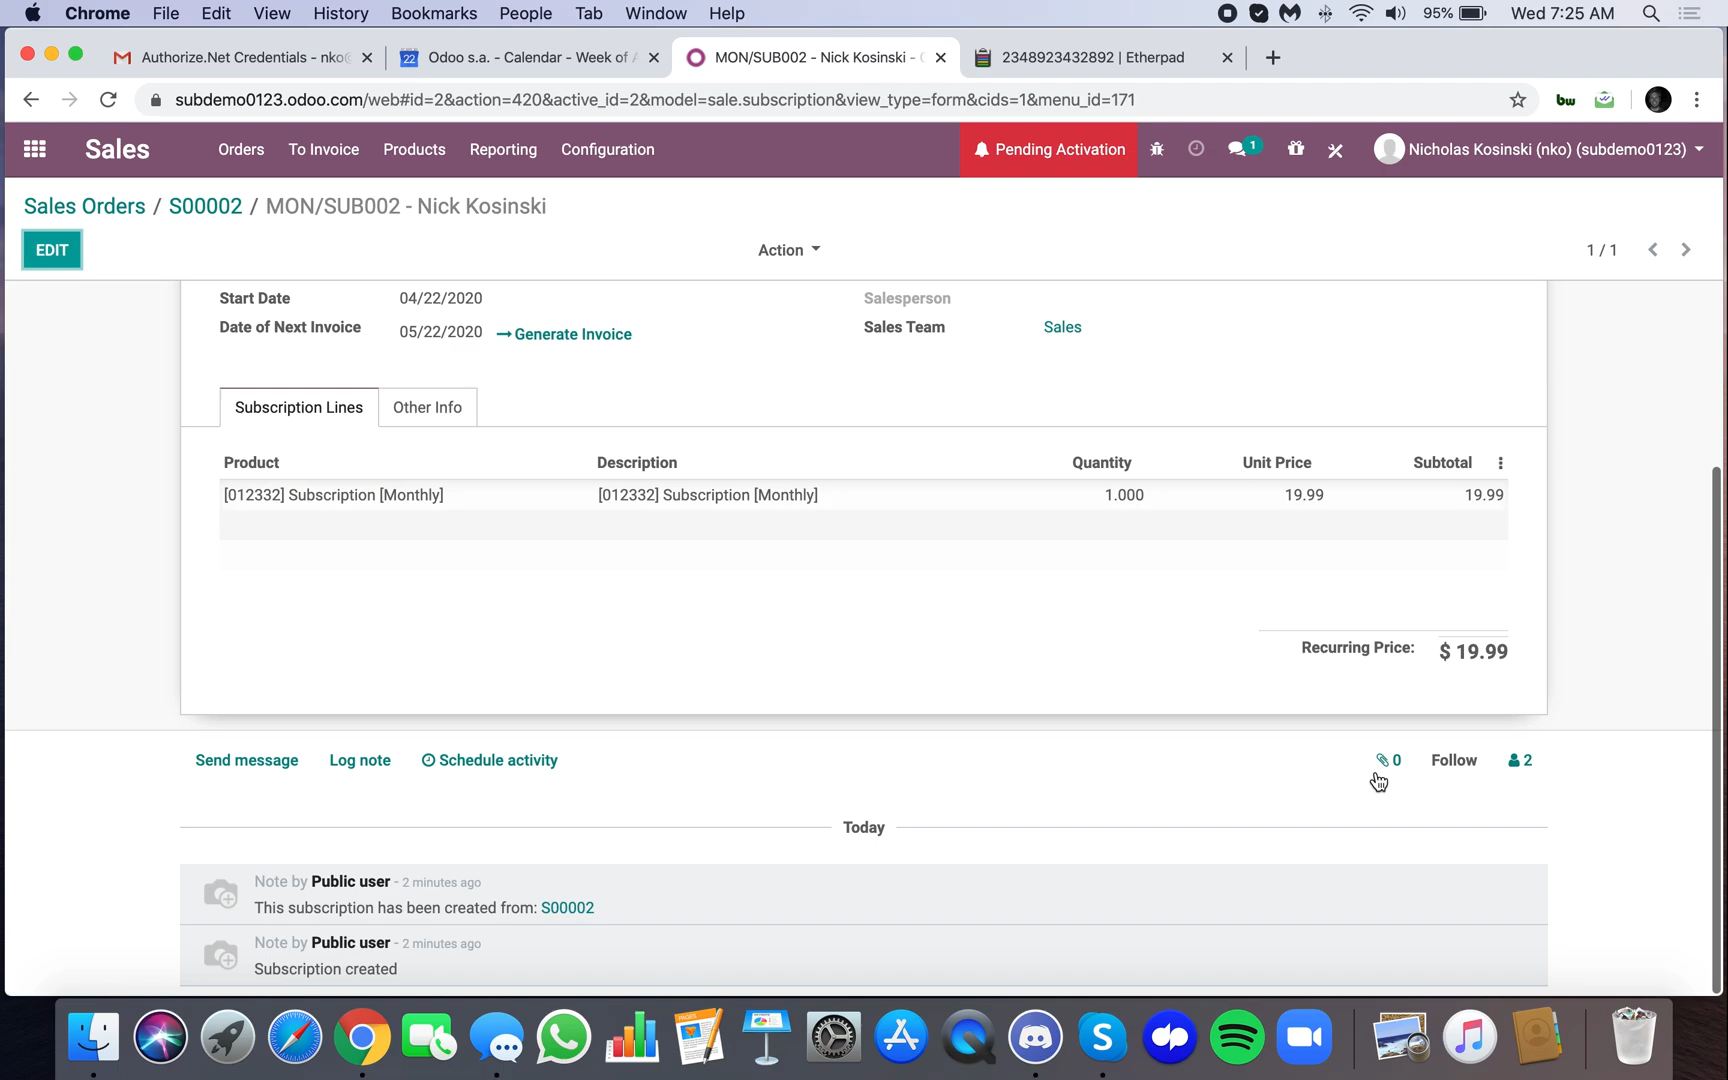 Chrome File Edit View History Bookmarks People Tab Window Help 95% Wed 7:25 AM
Authorize.Net Credentials - nko
22 Odoo s.a. - Calendar - Week of
MON/SUB002 - Nick Kosinski -
2348923432892 | Etherpad
subdemo0123.odoo.com/web#id=2&action=420&active_id=2&model=sale.subscription&view_type=form&cids=1&menu_id=171 bw
Sales Orders To Invoice Products Reporting Configuration Pending Activation 1 Nicholas Kosinski (nko) (subdemo0123)
Sales Orders / S00002 / MON/SUB002 - Nick Kosinski
EDIT Action 1 / 1
Start Date 04/22/2020 Salesperson
Date of Next Invoice 05/22/2020 Generate Invoice Sales Team Sales
Subscription Lines Other Info
Product Description Quantity Unit Price Subtotal
[012332] Subscription [Monthly] [012332] Subscription [Monthly] 1.000 19.99 19.99
Recurring Price: $ 19.99
Send message Log note Schedule activity 0 Follow 2
Today
Note by Public user - 2 minutes ago
This subscription has been created from: S00002
Note by Public user - 2 minutes ago
Subscription created
PAGES